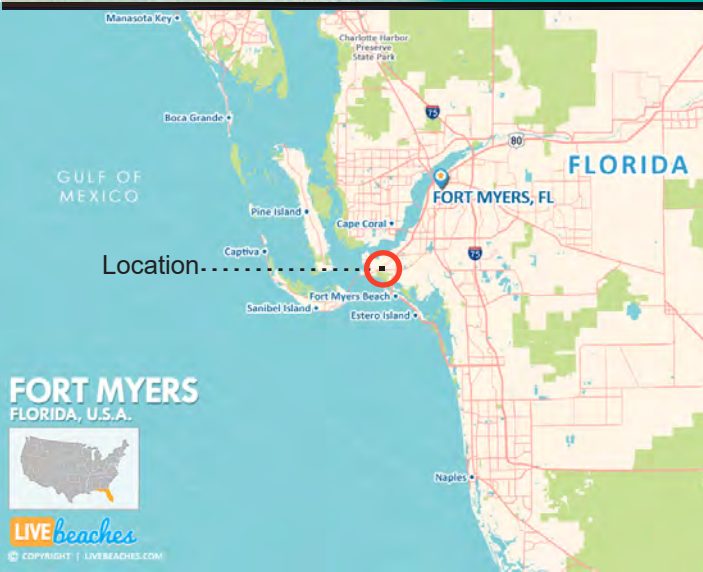 Manasota Key
Charlotte Harbor
Preserve
State Park
75
Boca Grande
80
FLORIDA
GULF OF
MEXICO
FORT MYERS, FL
Pine Island
Cape Coral
Captiva
75
Location
Fort Myers Beach
Sanibel Island
Estero Island
FORT MYERS
FLORIDA, U.S.A.
Naples
LIVE beaches
© COPYRIGHT | LIVEBEACHES.COM